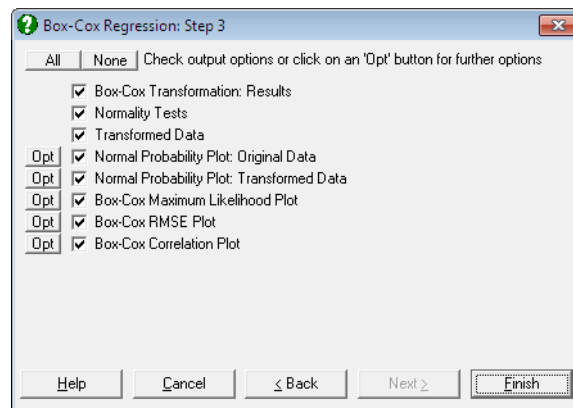 Box-Cox Regression: Step 3
All None Check output options or click on an 'Opt' button for further options
Box-Cox Transformation: Results
Normality Tests
Transformed Data
Opt Normal Probability Plot: Original Data
Opt Normal Probability Plot: Transformed Data
Opt Box-Cox Maximum Likelihood Plot
Opt Box-Cox RMSE Plot
Opt Box-Cox Correlation Plot
Help Cancel < Back Next > Finish